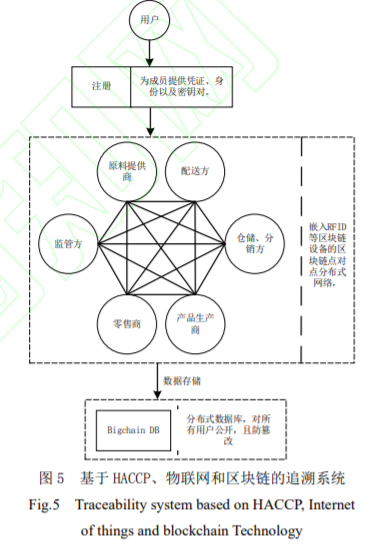 用户
注册
为成员提供凭证、身
份以及密钥对。
原料提供
商
配送方
监管方
仓储、分
销方
嵌入RFID
等区块链
设备的区
块链点对
点分布式
网络，
零售商
产品生产
商
数据存储
Bigchain DB
分布式数据库，对所
有用户公开，且防篡
改
图 5 基于 HACCP、物联网和区块链的追溯系统
Fig.5 Traceability system based on HACCP, Internet
of things and blockchain Technology